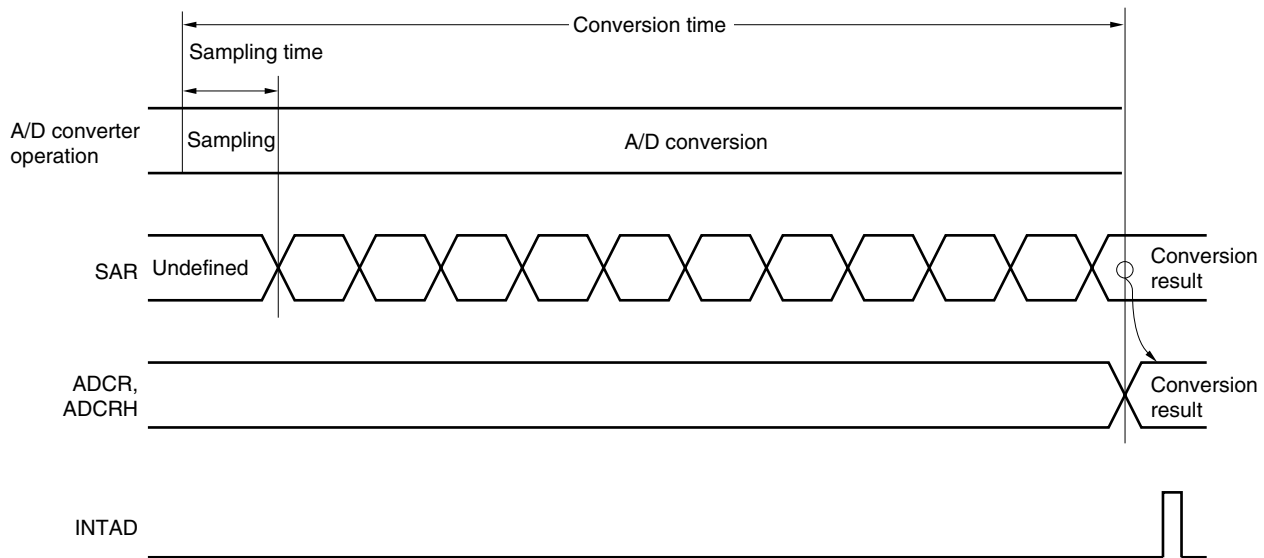 Conversion time
Sampling time
A/D converter
operation
Sampling
A/D conversion
SAR
Undefined
Conversion
result
ADCR,
ADCRH
Conversion
result
INTAD